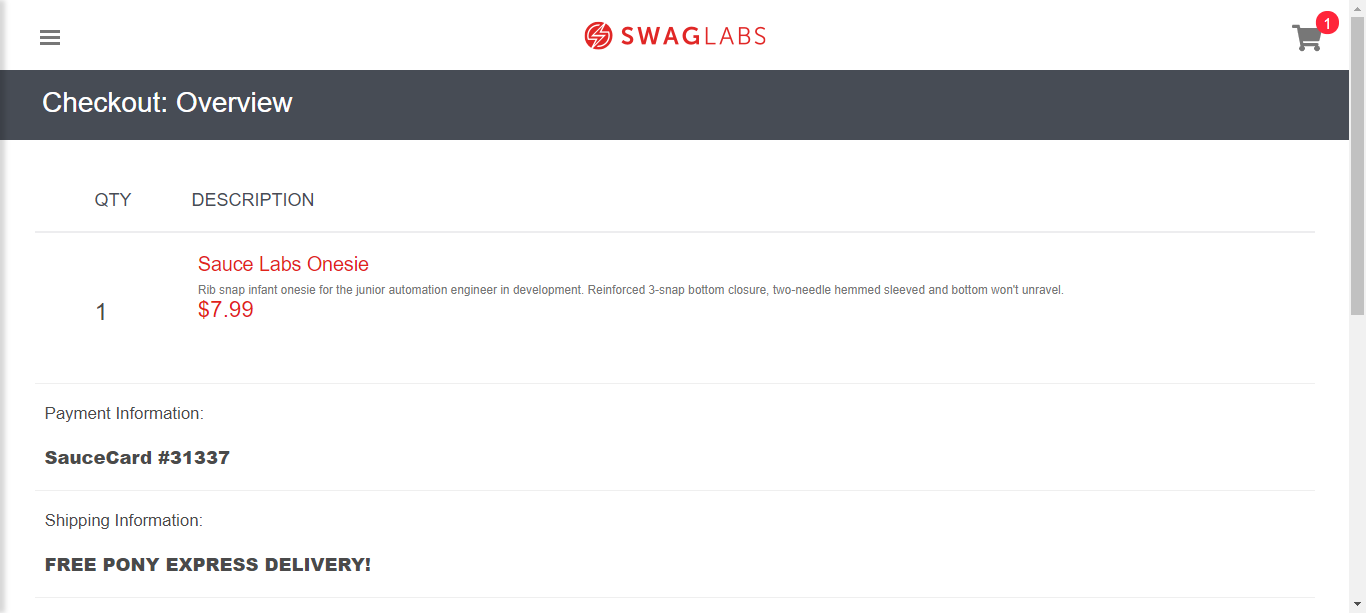 SWAGLABS
1
Checkout: Overview
QTY DESCRIPTION
Sauce Labs Onesie
Rib snap infant onesie for the junior automation engineer in development. Reinforced 3-snap bottom closure, two-needle hemmed sleeved and bottom won't unravel.
1
$7.99
Payment Information:
SauceCard #31337
Shipping Information:
FREE PONY EXPRESS DELIVERY!